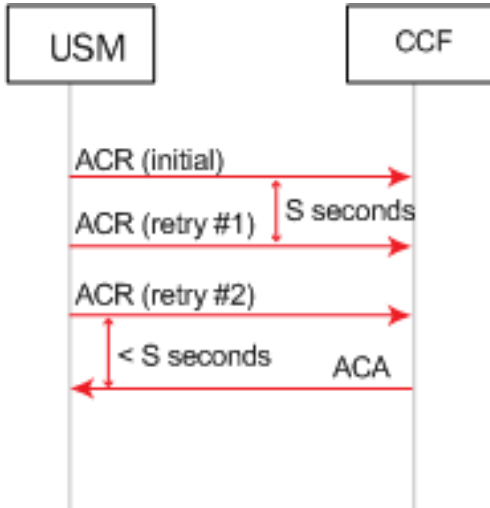 USM
CCF
ACR (initial)
S seconds
ACR (retry #1)
ACR (retry #2)
< S seconds
ACA